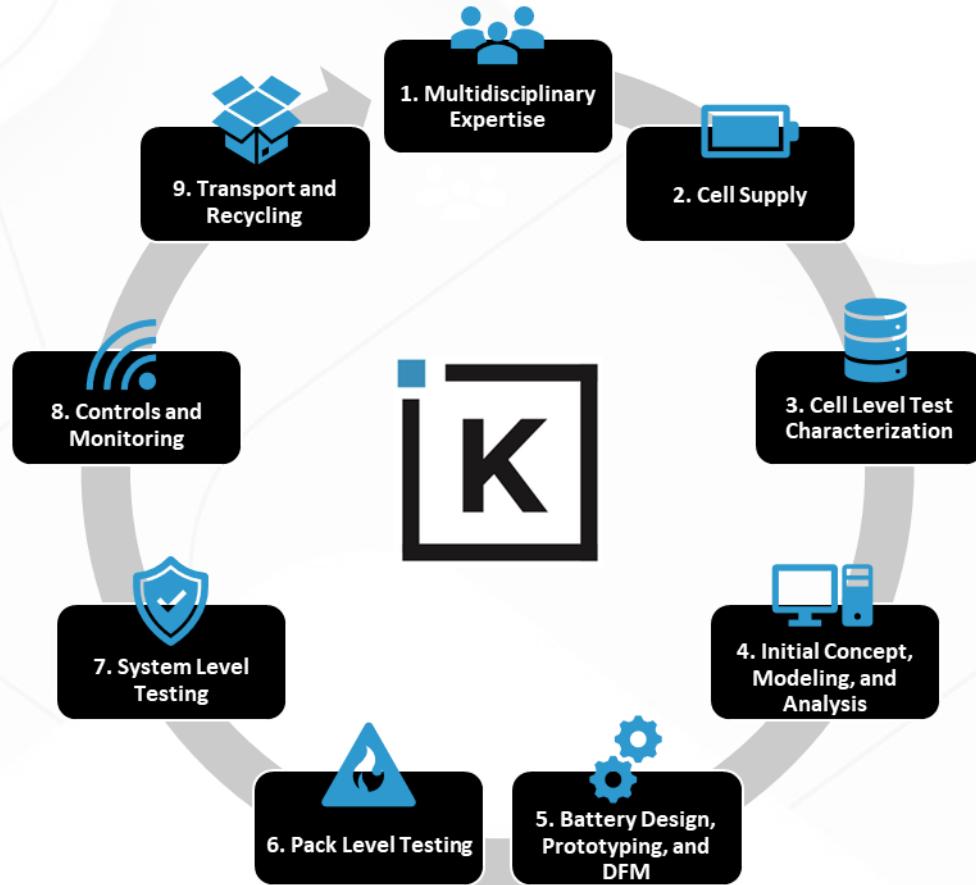 1. Multidisciplinary
Expertise
2. Cell Supply
3. Cell Level Test
Characterization
4. Initial Concept,
Modeling, and
Analysis
5. Battery Design,
Prototyping, and
DFM
6. Pack Level Testing
7. System Level
Testing
8. Controls and
Monitoring
9. Transport and
Recycling
K